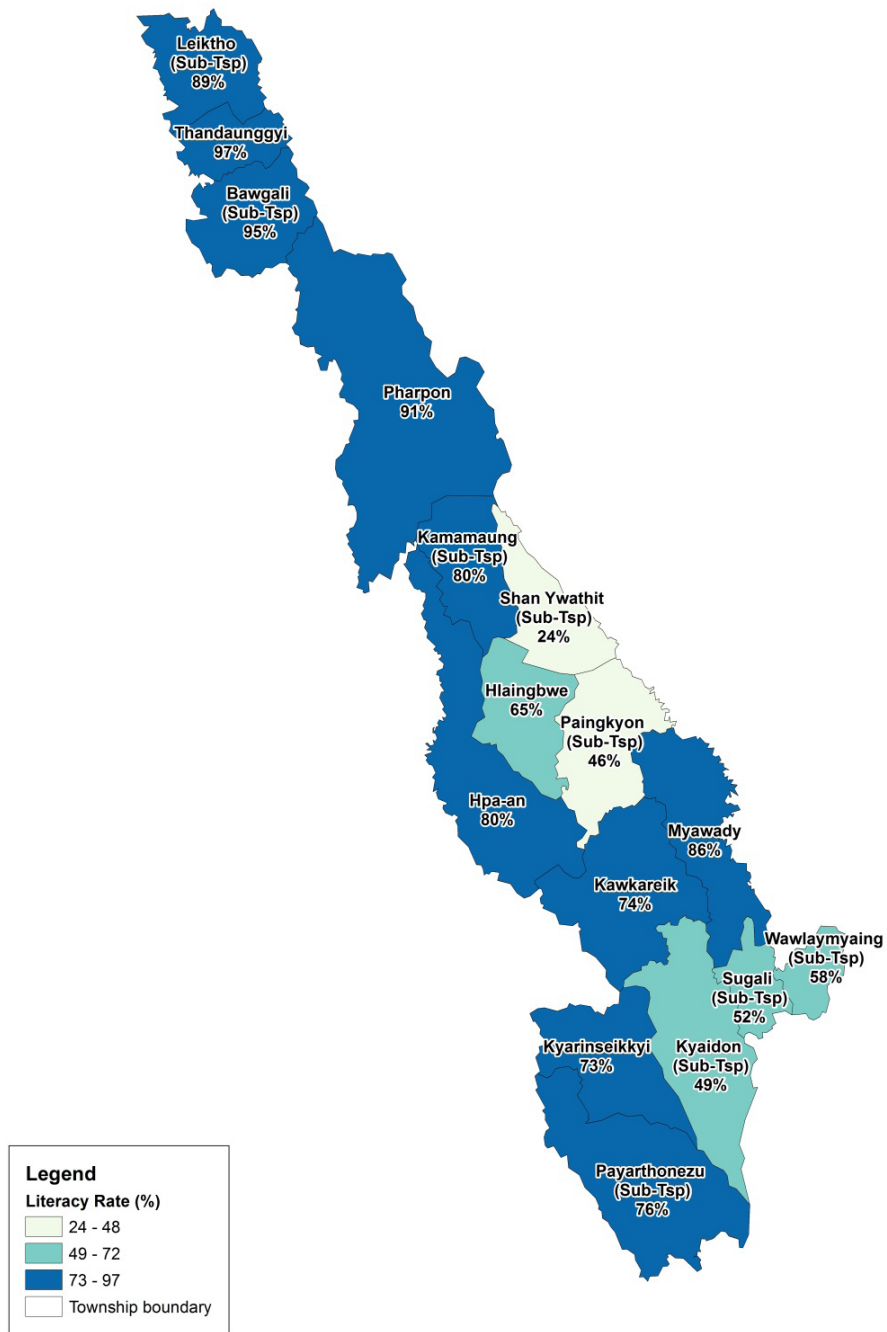 Leiktho
(Sub-Tsp)
89%
Thandaunggyi
97%
Bawgali
(Sub-Tsp)
95%
Pharpon
91%
Kamamaung
(Sub-Tsp)
80%
Shan Ywathit
(Sub-Tsp)
24%
Hlaingbwe
65%
Paingkyon
(Sub-Tsp)
46%
Hpa-an
80%
Myawady
86%
Kawkareik
74%
Wawlaymyaing
(Sub-Tsp)
58%
Sugali
(Sub-Tsp)
52%
Kyarinseikkyi
73%
Kyaidon
(Sub-Tsp)
49%
Payarthonezu
(Sub-Tsp)
76%
Legend
Literacy Rate (%)
24 - 48
49 - 72
73 - 97
Township boundary